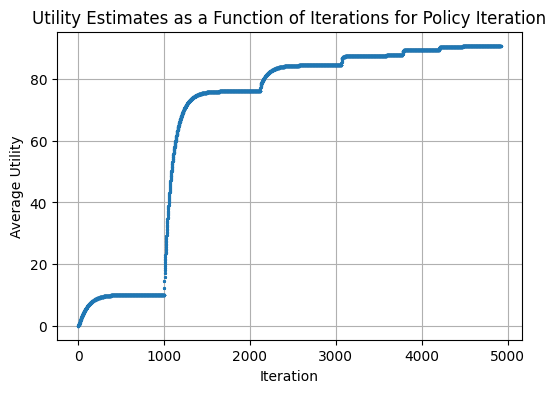 Utility Estimates as a Function of Iterations for Policy Iteration
80
60
40
20
0
Average Utility
0 1000 2000 3000 4000 5000
Iteration